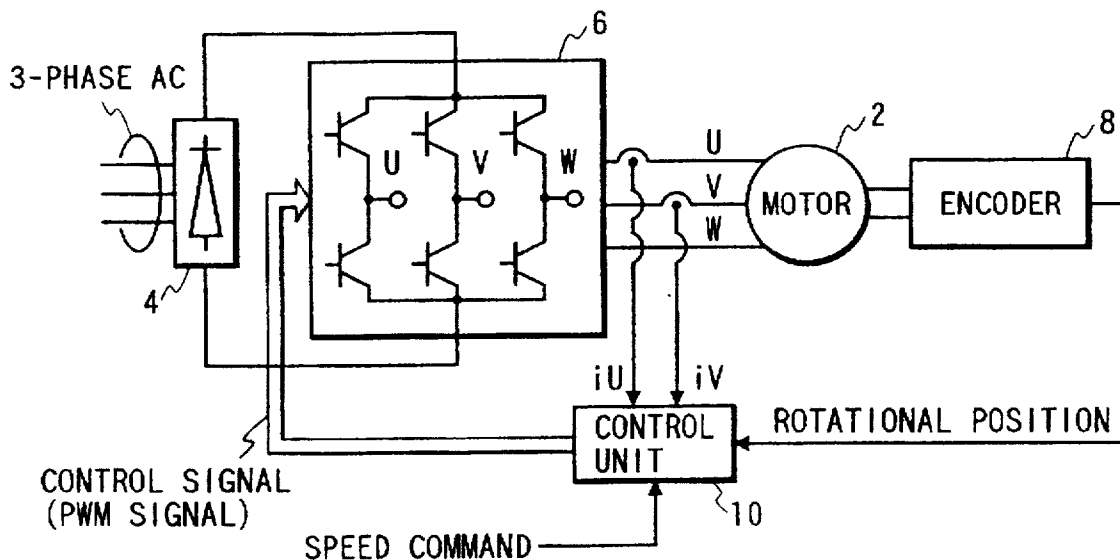 6
3-PHASE AC
2
8
U
U V W
V
MOTOR
ENCODER
W
4
iU iV
CONTROL
UNIT
ROTATIONAL POSITION
CONTROL SIGNAL
(PWM SIGNAL)
10
SPEED COMMAND